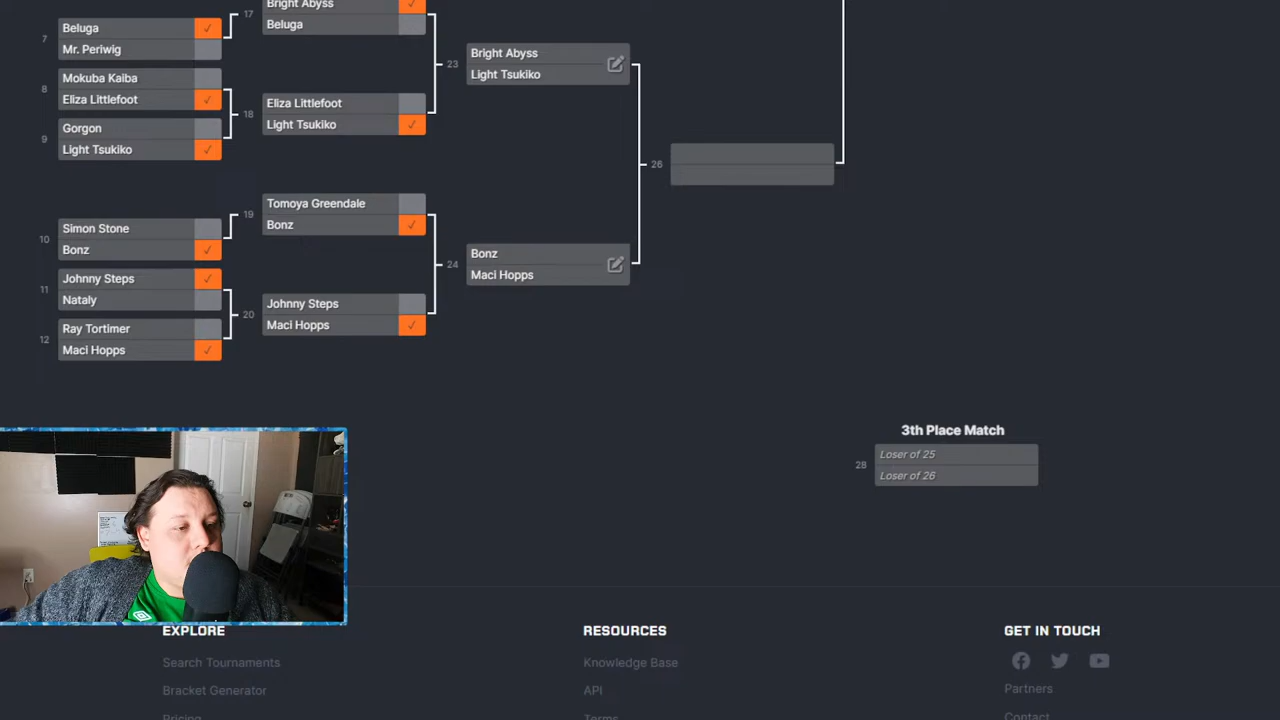 17
Bright Abyss ✓
Beluga
7
Beluga ✓
Mr. Periwig
8
Mokuba Kaiba
Eliza Littlefoot ✓
9
Gorgon
Light Tsukiko ✓
18
Eliza Littlefoot
Light Tsukiko ✓
23
Bright Abyss
Light Tsukiko
26
10
Simon Stone
Bonz ✓
19
Tomoya Greendale
Bonz ✓
11
Johnny Steps ✓
Nataly
12
Ray Tortimer
Maci Hopps ✓
20
Johnny Steps
Maci Hopps ✓
24
Bonz
Maci Hopps
3th Place Match
28
Loser of 25
Loser of 26
EXPLORE
Search Tournaments
Bracket Generator
Pricing
RESOURCES
Knowledge Base
API
Terms
GET IN TOUCH
Partners
Contact